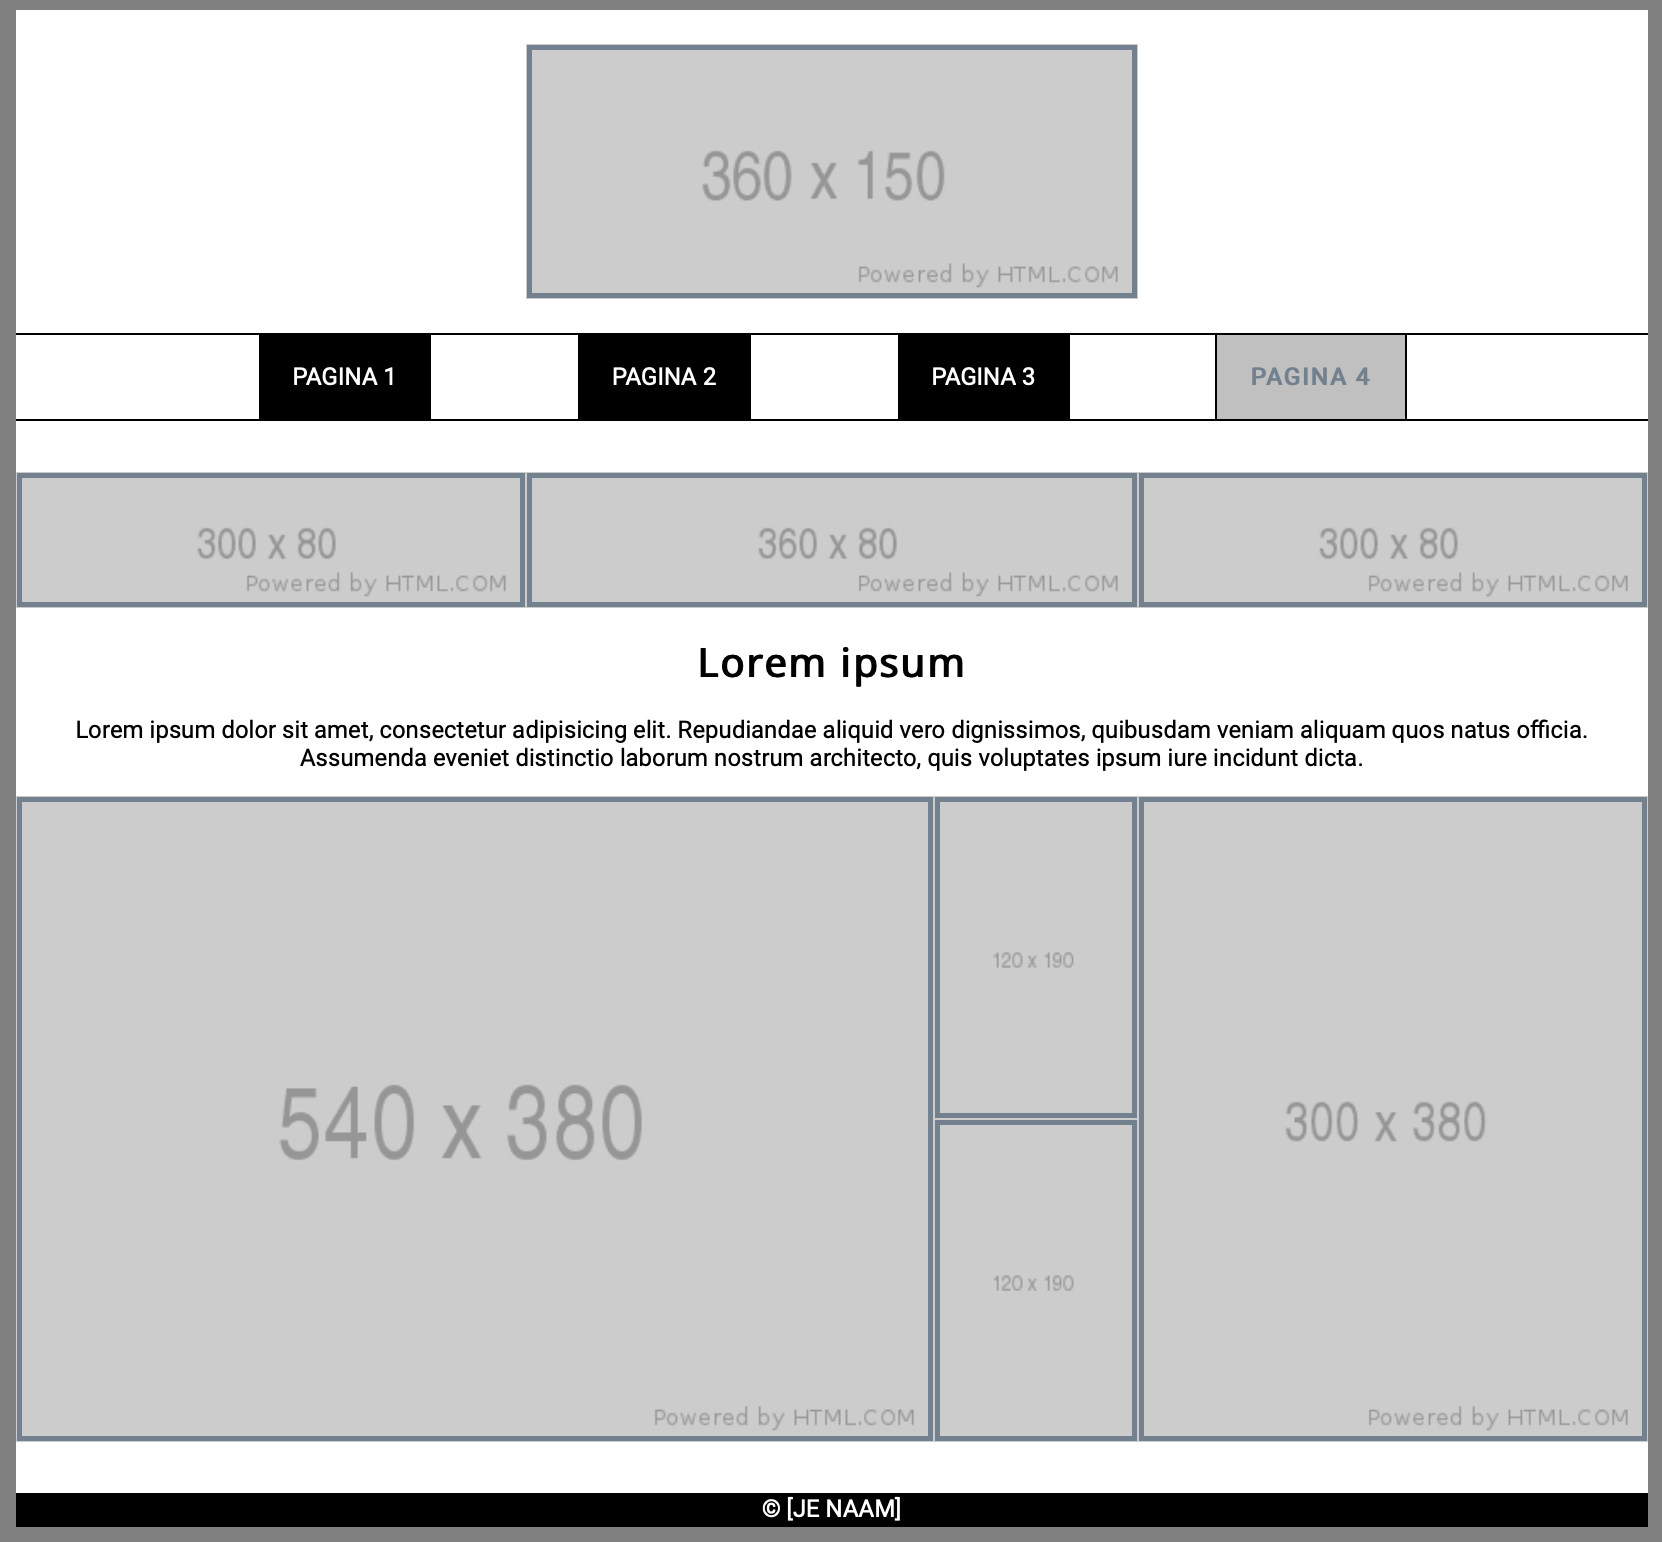 360 x 150
Powered by HTML.COM
PAGINA 1
PAGINA 2
PAGINA 3
PAGINA 4
300 x 80
Powered by HTML.COM
360 x 80
Powered by HTML.COM
300 x 80
Powered by HTML.COM
Lorem ipsum
Lorem ipsum dolor sit amet, consectetur adipisicing elit. Repudiandae aliquid vero dignissimos, quibusdam veniam aliquam quos natus officia.
Assumenda eveniet distinctio laborum nostrum architecto, quis voluptates ipsum iure incidunt dicta.
540 x 380
Powered by HTML.COM
120 x 190
120 x 190
300 x 380
Powered by HTML.COM
© [JE NAAM]